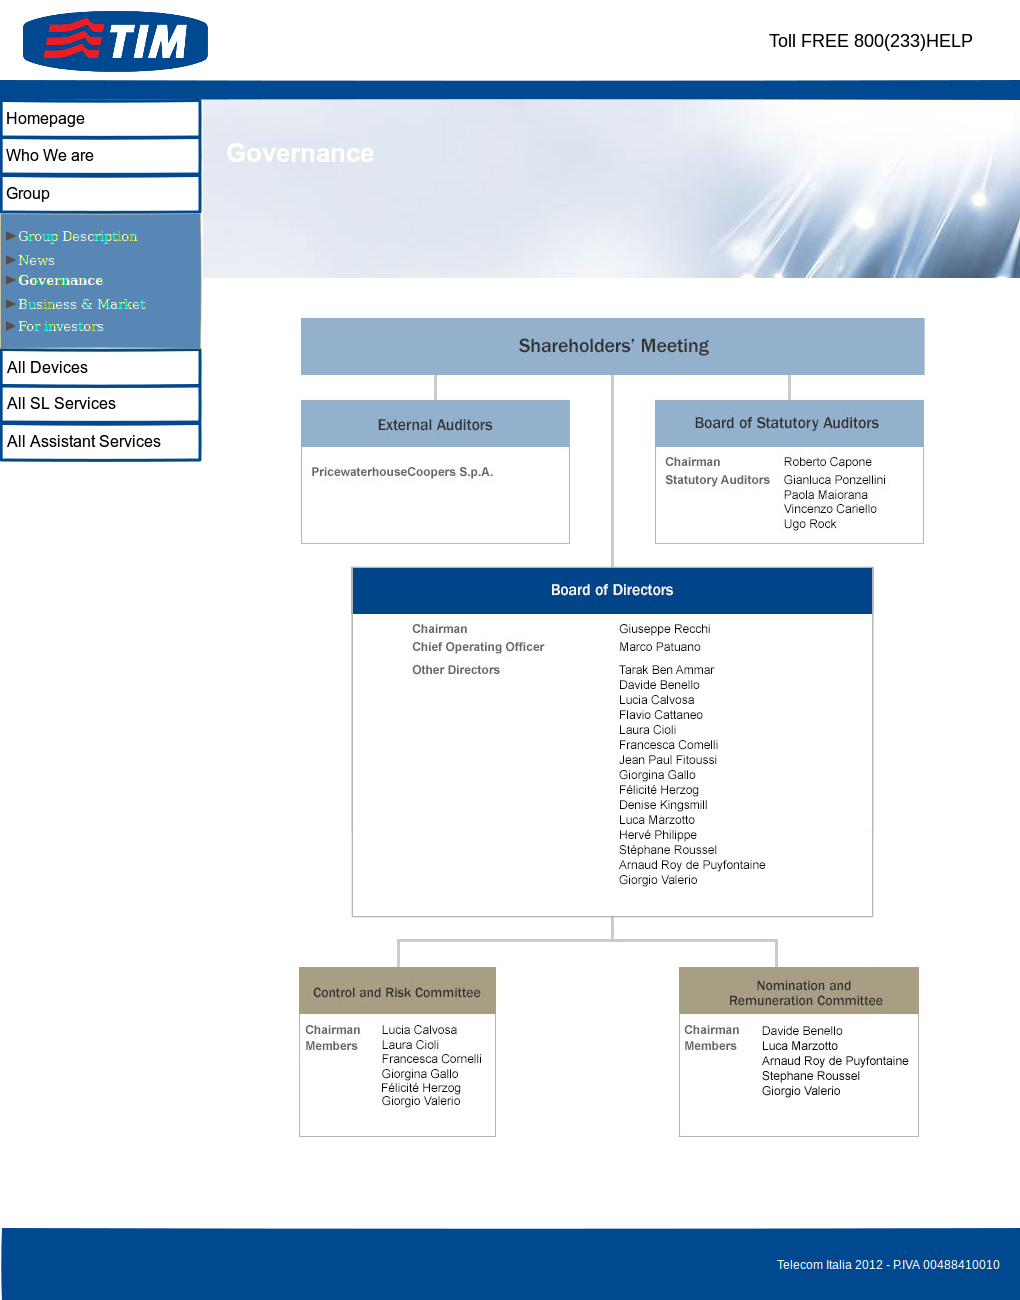 TIM
Toll FREE 800(233)HELP
Homepage
Who We are
Group
Group Description
News
Governance
Business & Market
For investors
All Devices
All SL Services
All Assistant Services
Governance
Shareholders’ Meeting
External Auditors
PricewaterhouseCoopers S.p.A.
Board of Statutory Auditors
Chairman Roberto Capone
Statutory Auditors Gianluca Ponzellini
Paola Maiorana
Vincenzo Cariello
Ugo Rock
Board of Directors
Chairman Giuseppe Recchi
Chief Operating Officer Marco Patuano
Other Directors Tarak Ben Ammar
Davide Benello
Lucia Calvosa
Flavio Cattaneo
Laura Cioli
Francesca Comelli
Jean Paul Fitoussi
Giorgina Gallo
Félicité Herzog
Denise Kingsmill
Luca Marzotto
Hervé Philippe
Stéphane Roussel
Arnaud Roy de Puyfontaine
Giorgio Valerio
Control and Risk Committee
Chairman Lucia Calvosa
Members Laura Cioli
Francesca Cornelli
Giorgina Gallo
Félicité Herzog
Giorgio Valerio
Nomination and
Remuneration Committee
Chairman Davide Benello
Members Luca Marzotto
Arnaud Roy de Puyfontaine
Stephane Roussel
Giorgio Valerio
Telecom Italia 2012 - P.IVA 00488410010